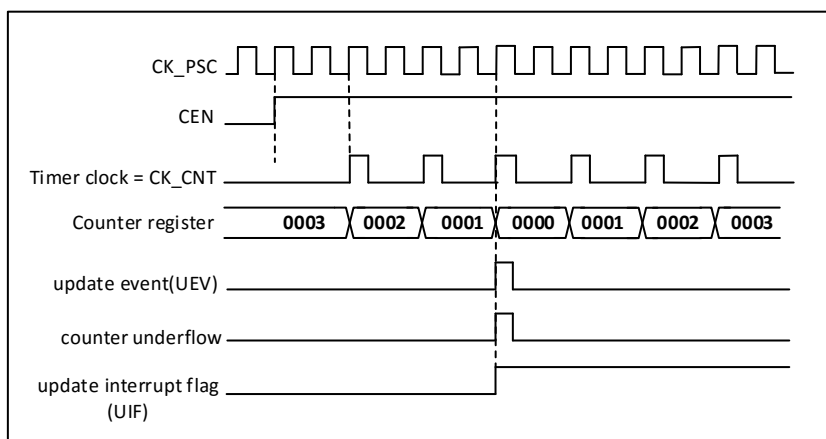 CK_PSC
CEN
Timer clock = CK_CNT
Counter register 0003 0002 0001 0000 0001 0002 0003
update event(UEV)
counter underflow
update interrupt flag
(UIF)